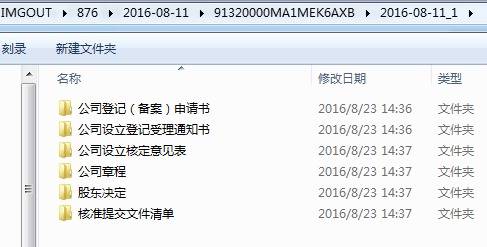 IMGOUT ▸ 876 ▸ 2016-08-11 ▸ 91320000MA1MEK6AXB ▸ 2016-08-11_1 ▸
刻录 新建文件夹
名称 修改日期 类型
公司登记（备案）申请书 2016/8/23 14:36 文件夹
公司设立登记受理通知书 2016/8/23 14:36 文件夹
公司设立核定意见表 2016/8/23 14:37 文件夹
公司章程 2016/8/23 14:37 文件夹
股东决定 2016/8/23 14:37 文件夹
核准提交文件清单 2016/8/23 14:37 文件夹